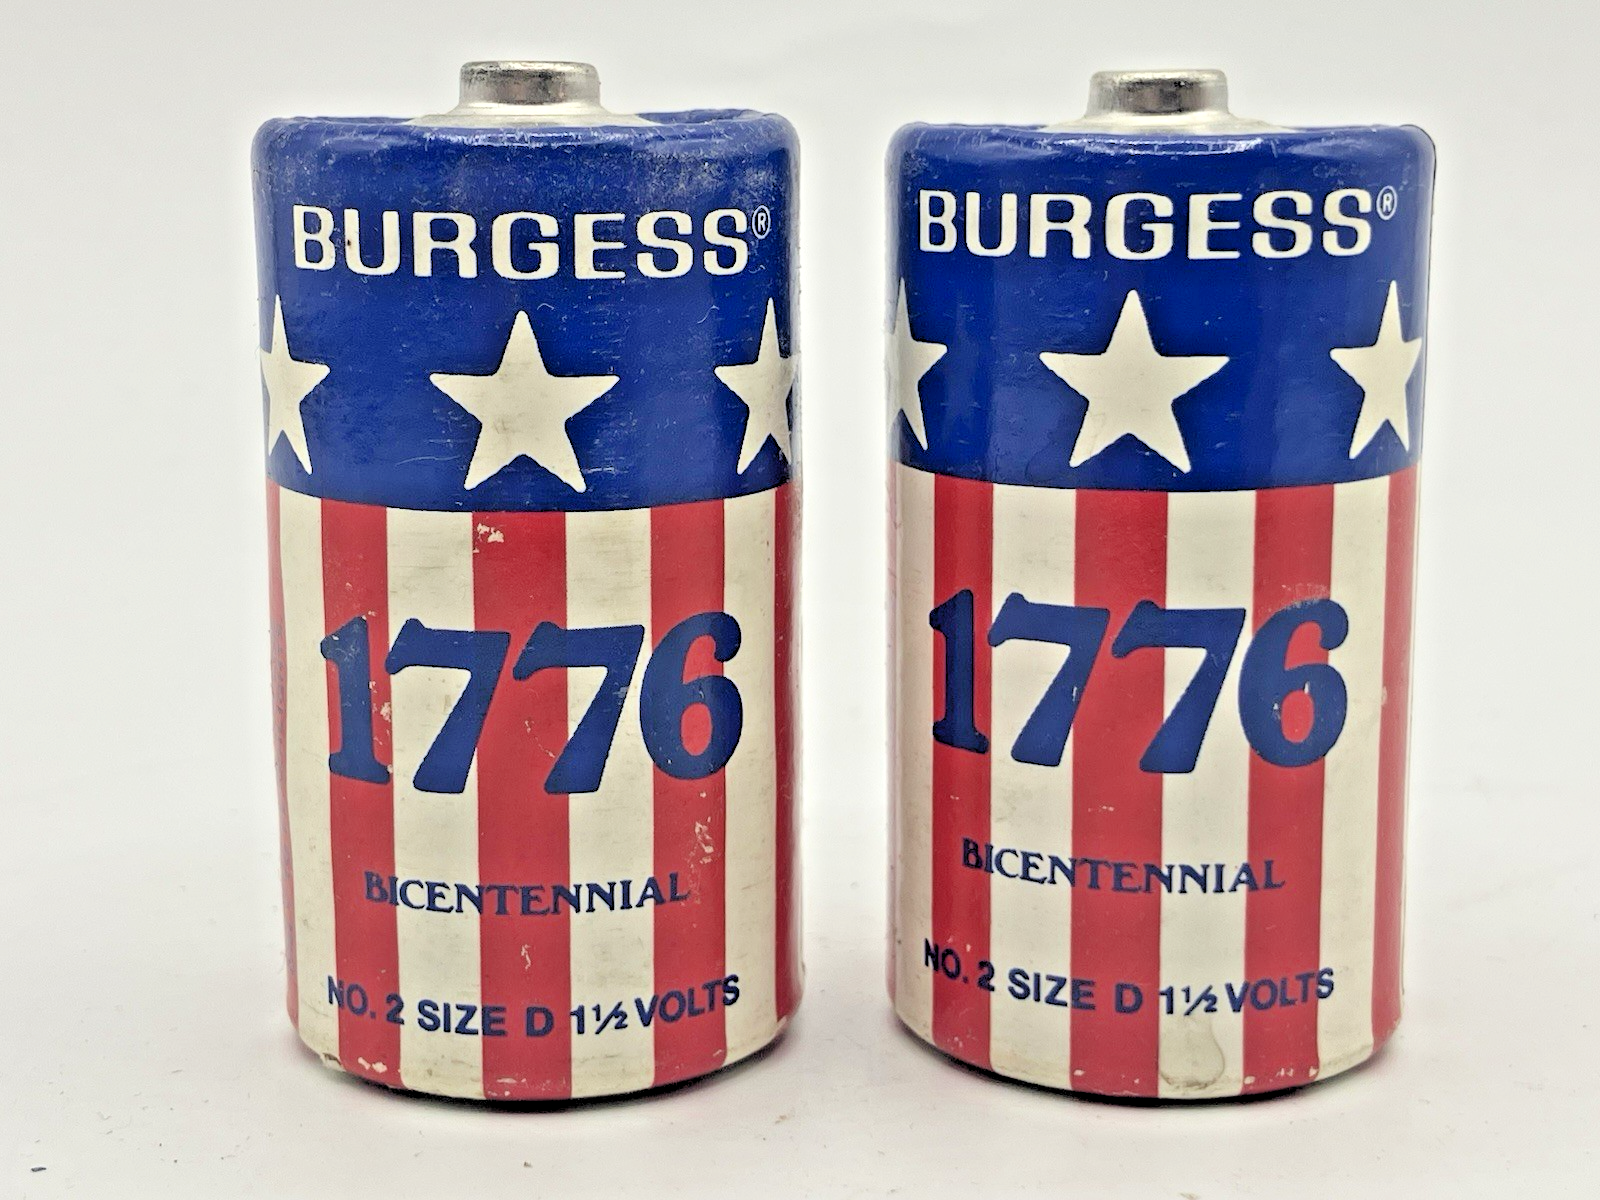 BURGESS®
1776
BICENTENNIAL
NO. 2 SIZE D 1½ VOLTS
BURGESS®
1776
BICENTENNIAL
NO. 2 SIZE D 1½ VOLTS